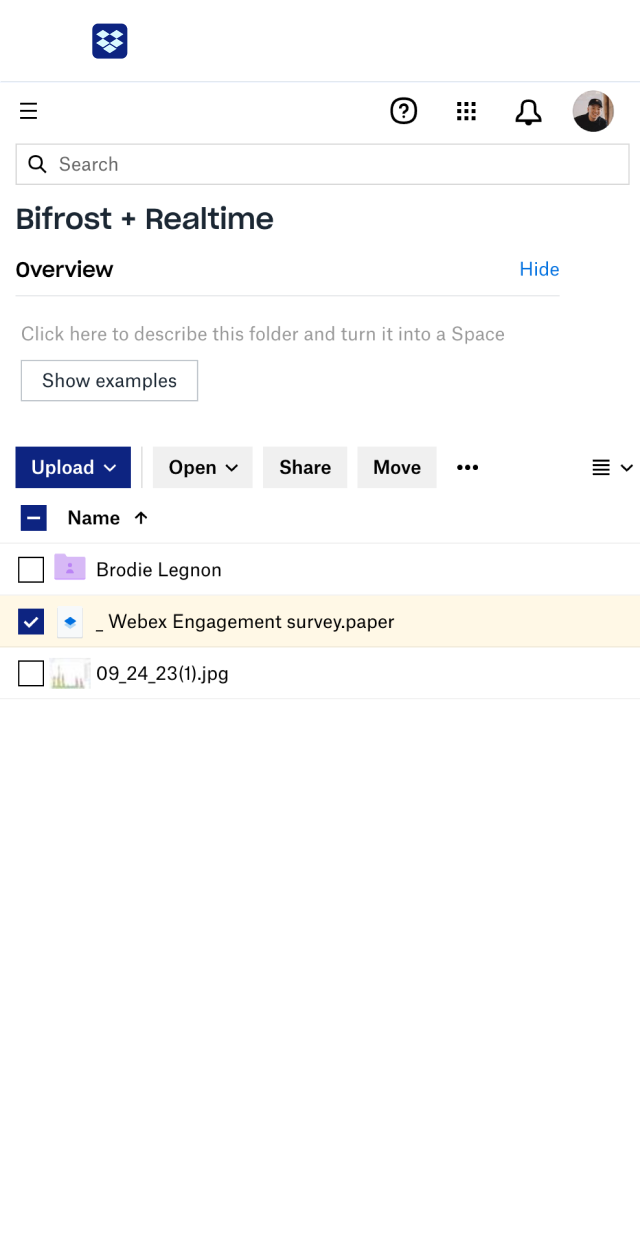 Search
Bifrost + Realtime
Overview Hide
Click here to describe this folder and turn it into a Space
Show examples
Upload Open Share Move
Name
Brodie Legnon
_ Webex Engagement survey.paper
09_24_23(1).jpg